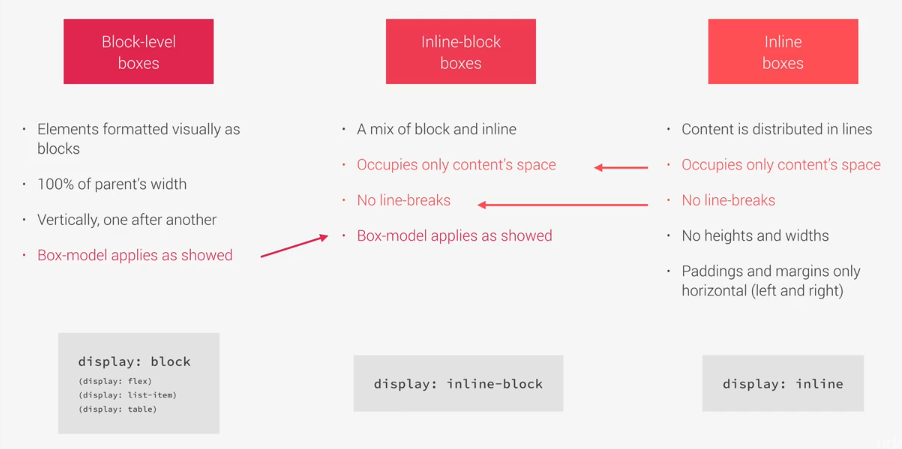 Block-level
boxes
Inline-block
boxes
Inline
boxes
Elements formatted visually as
blocks
100% of parent's width
Vertically, one after another
Box-model applies as showed
A mix of block and inline
Occupies only content's space
No line-breaks
Box-model applies as showed
Content is distributed in lines
Occupies only content's space
No line-breaks
No heights and widths
Paddings and margins only
horizontal (left and right)
display: block
(display: flex)
(display: list-item)
(display: table)
display: inline-block
display: inline